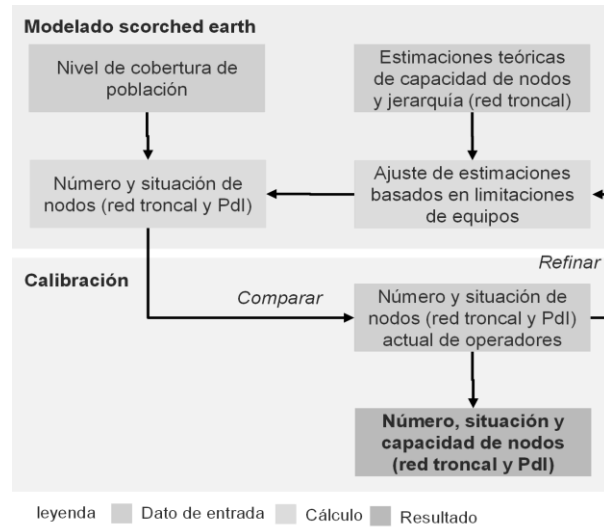 Modelado scorched earth
Nivel de cobertura de
población
Estimaciones teóricas
de capacidad de nodos
y jerarquía (red troncal)
Número y situación de
nodos (red troncal y PdI)
Ajuste de estimaciones
basados en limitaciones
de equipos
Refinar
Calibración
Comparar
Número y situación de
nodos (red troncal y PdI)
actual de operadores
Número, situación y
capacidad de nodos
(red troncal y PdI)
leyenda Dato de entrada Cálculo Resultado